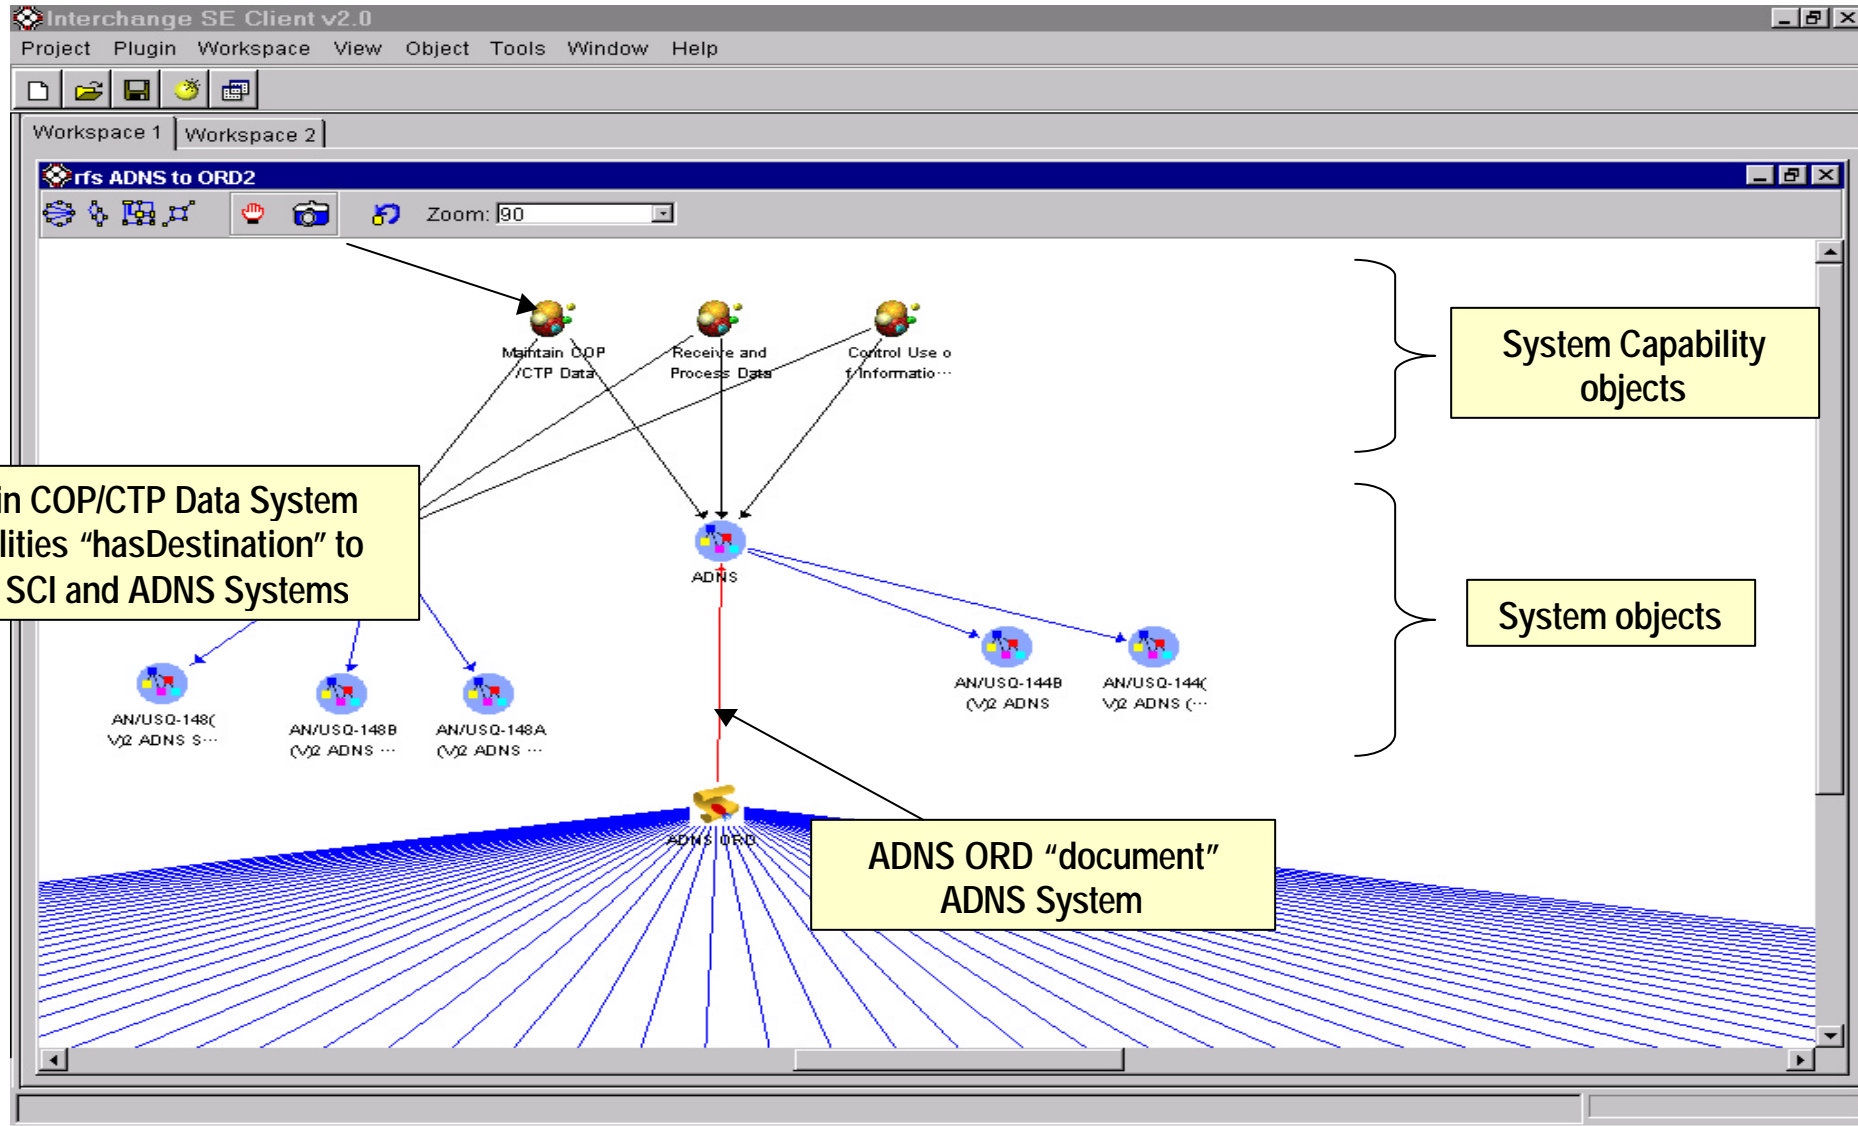 Interchange SE Client v2.0
Project Plugin Workspace View Object Tools Window Help
Workspace 1 Workspace 2
rfs ADNS to ORD2
Zoom: 90
Maintain COP
/CTP Data
Receive and
Process Data
Control Use o
f Informatio...
System Capability
objects
in COP/CTP Data System
lities “hasDestination” to
SCI and ADNS Systems
ADNS
System objects
AN/USQ-148(
V)2 ADNS S...
AN/USQ-148B
(V)2 ADNS ...
AN/USQ-148A
(V)2 ADNS ...
AN/USQ-144B
(V)2 ADNS
AN/USQ-144(
V)2 ADNS (...
ADNS ORD
ADNS ORD “document”
ADNS System